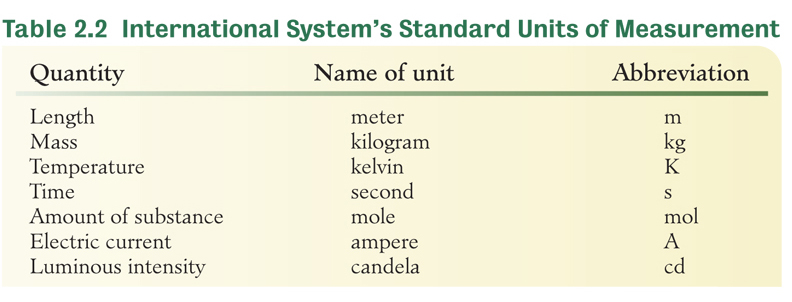 Table 2.2 International System's Standard Units of Measurement
Quantity Name of unit Abbreviation
Length meter m
Mass kilogram kg
Temperature kelvin K
Time second s
Amount of substance mole mol
Electric current ampere A
Luminous intensity candela cd